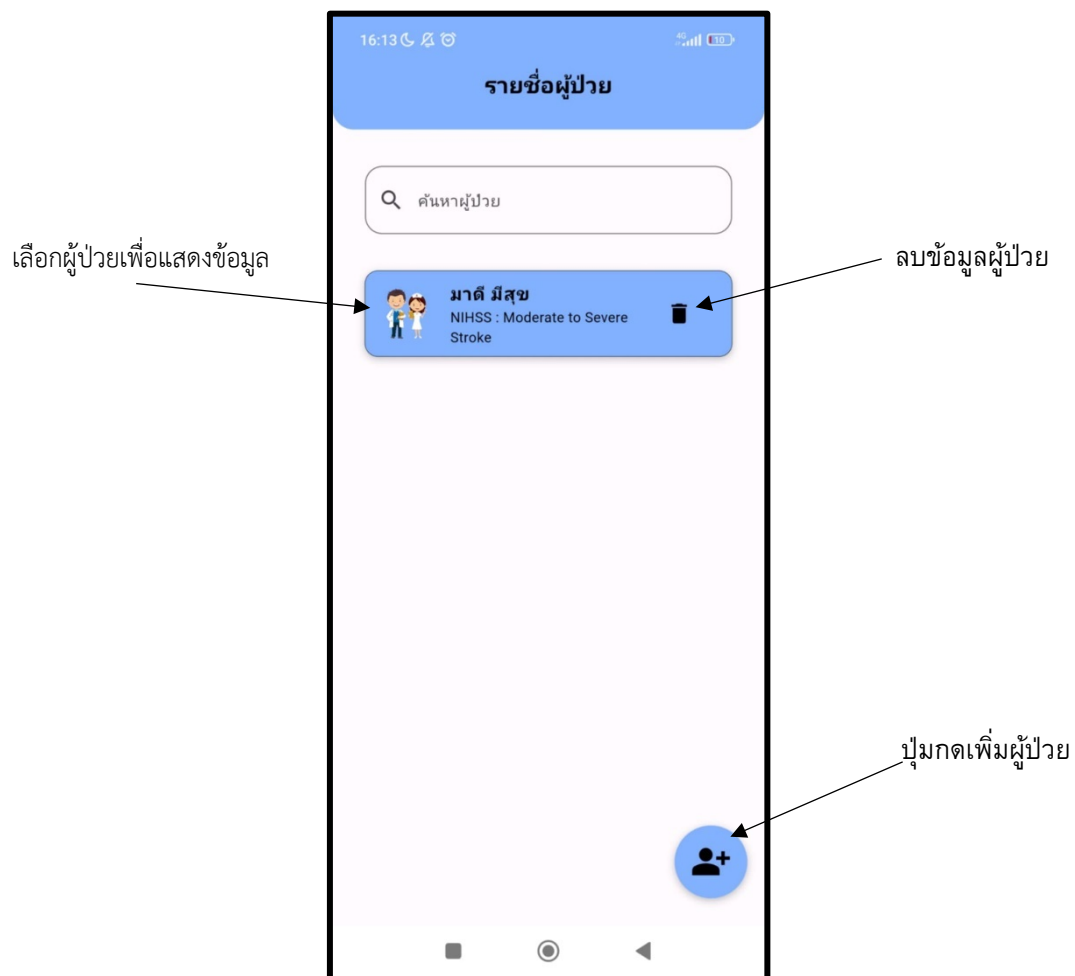 16:13
4G
10
รายชื่อผู้ป่วย
ค้นหาผู้ป่วย
เลือกผู้ป่วยเพื่อแสดงข้อมูล
ลบข้อมูลผู้ป่วย
มาดี มีสุข
NIHSS : Moderate to Severe
Stroke
ปุ่มกดเพิ่มผู้ป่วย